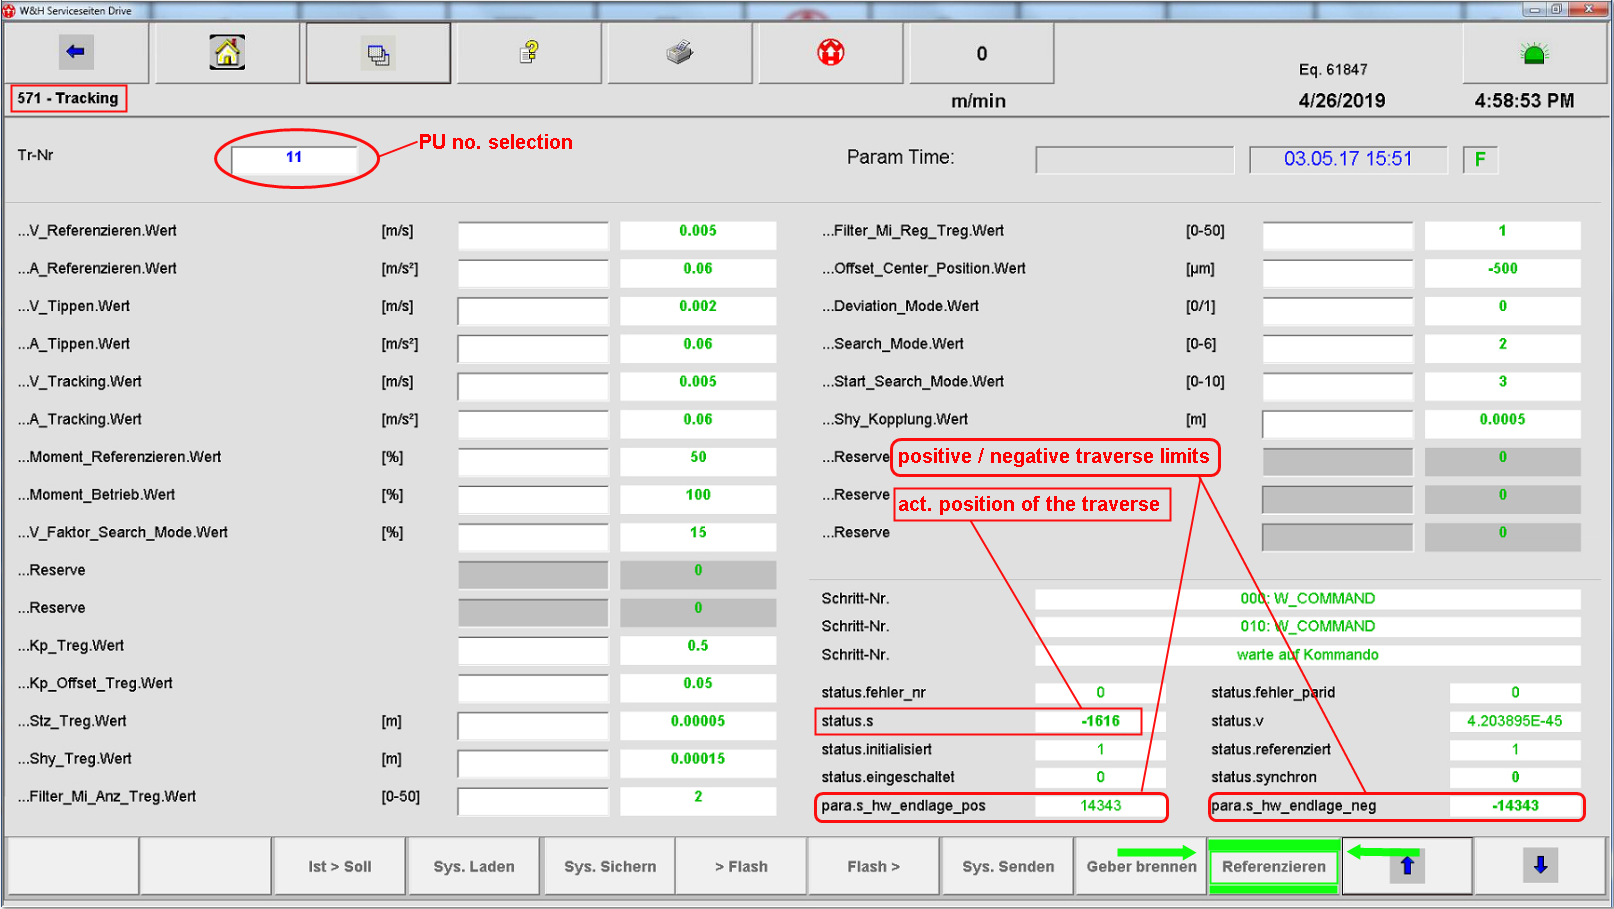 W&H Serviceseiten Drive
0
Eq. 61847
571 - Tracking
m/min
4/26/2019
4:58:53 PM
Tr-Nr
11
PU no. selection
Param Time:
03.05.17 15:51
F
...V_Referenzieren.Wert [m/s] 0.005
...A_Referenzieren.Wert [m/s²] 0.06
...V_Tippen.Wert [m/s] 0.002
...A_Tippen.Wert [m/s²] 0.06
...V_Tracking.Wert [m/s] 0.005
...A_Tracking.Wert [m/s²] 0.06
...Moment_Referenzieren.Wert [%] 50
...Moment_Betrieb.Wert [%] 100
...V_Faktor_Search_Mode.Wert [%] 15
...Reserve 0
...Reserve 0
...Kp_Treg.Wert 0.5
...Kp_Offset_Treg.Wert 0.05
...Stz_Treg.Wert [m] 0.00005
...Shy_Treg.Wert [m] 0.00015
...Filter_Mi_Anz_Treg.Wert [0-50] 2
...Filter_Mi_Reg_Treg.Wert [0-50] 1
...Offset_Center_Position.Wert [µm] -500
...Deviation_Mode.Wert [0/1] 0
...Search_Mode.Wert [0-6] 2
...Start_Search_Mode.Wert [0-10] 3
...Shy_Kopplung.Wert [m] 0.0005
...Reserve positive / negative traverse limits 0
...Reserve act. position of the traverse 0
...Reserve 0
Schritt-Nr. 000: W_COMMAND
Schritt-Nr. 010: W_COMMAND
Schritt-Nr. warte auf Kommando
status.fehler_nr 0 status.fehler_parid 0
status.s -1616 status.v 4.203895E-45
status.initialisiert 1 status.referenziert 1
status.eingeschaltet 0 status.synchron 0
para.s_hw_endlage_pos 14343 para.s_hw_endlage_neg -14343
Ist > Soll
Sys. Laden
Sys. Sichern
> Flash
Flash >
Sys. Senden
Geber brennen
Referenzieren